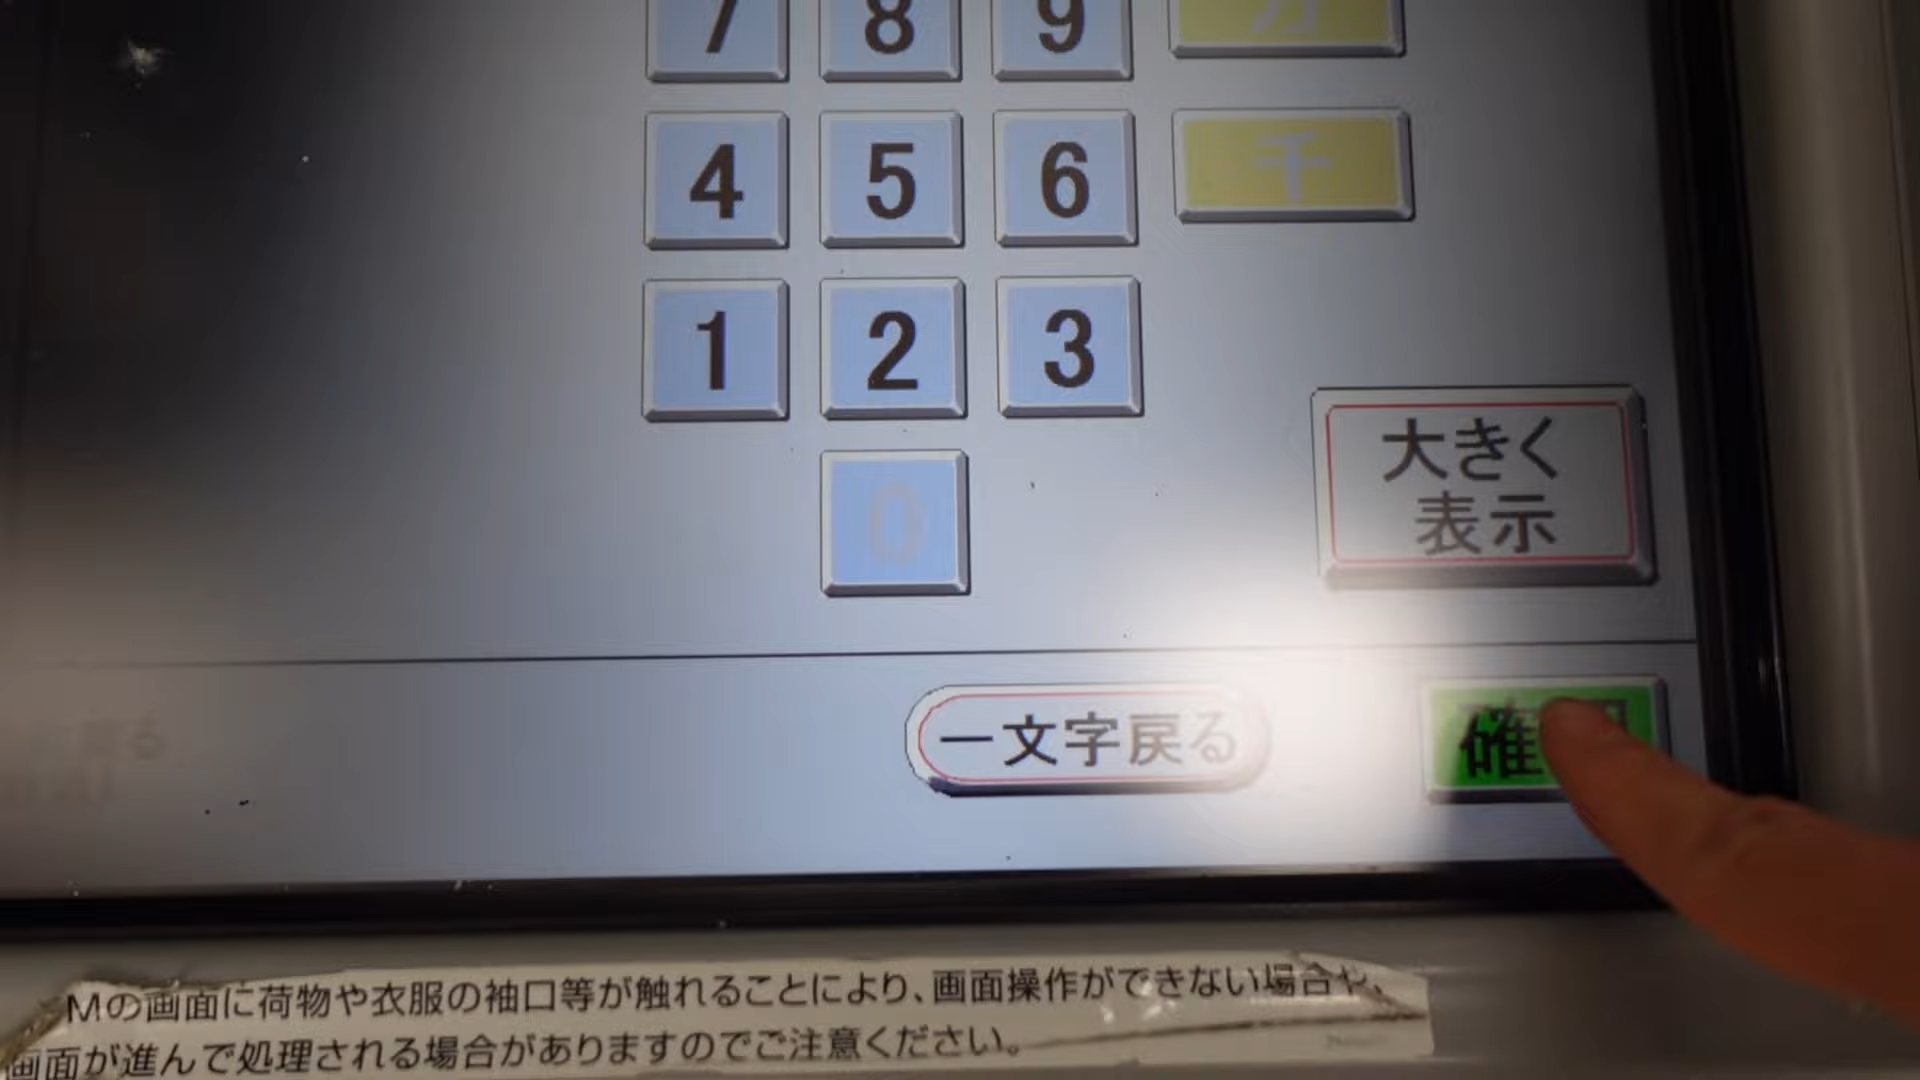 7 8 9 万
4 5 6 千
1 2 3
大きく
表示
0
一文字戻る
確認
Mの画面に荷物や衣服の袖口等が触れることにより、画面操作ができない場合や、
画面が進んで処理される場合がありますのでご注意ください。